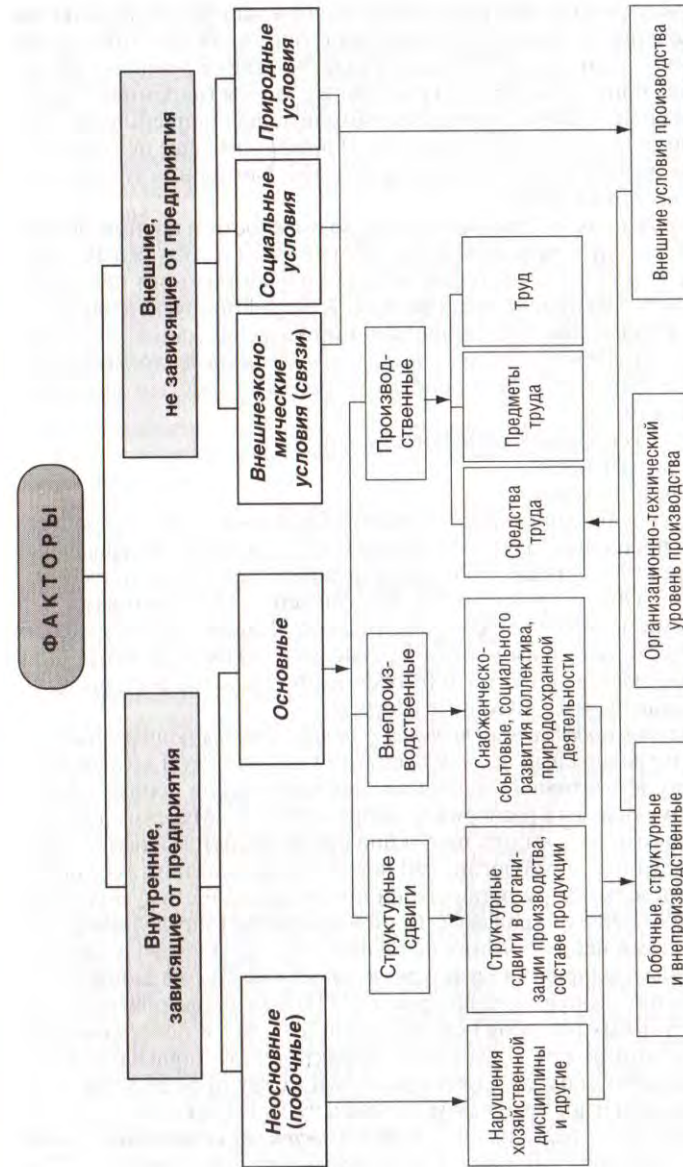 ФАКТОРЫ
Внутренние,
зависящие от предприятия
Внешние,
не зависящие от предприятия
Неосновные
(побочные)
Основные
Внешнеэконо-
мические
условия (связи)
Социальные
условия
Природные
условия
Структурные
сдвиги
Внепроиз-
водственные
Производ-
ственные
Нарушения
хозяйственной
дисциплины
и другие
Структурные
сдвиги в органи-
зации производства,
составе продукции
Снабженческо-
сбытовые, социального
развития коллектива,
природоохранной
деятельности
Средства
труда
Предметы
труда
Труд
Побочные, структурные
и внепроизводственные
Организационно-технический
уровень производства
Внешние условия производства